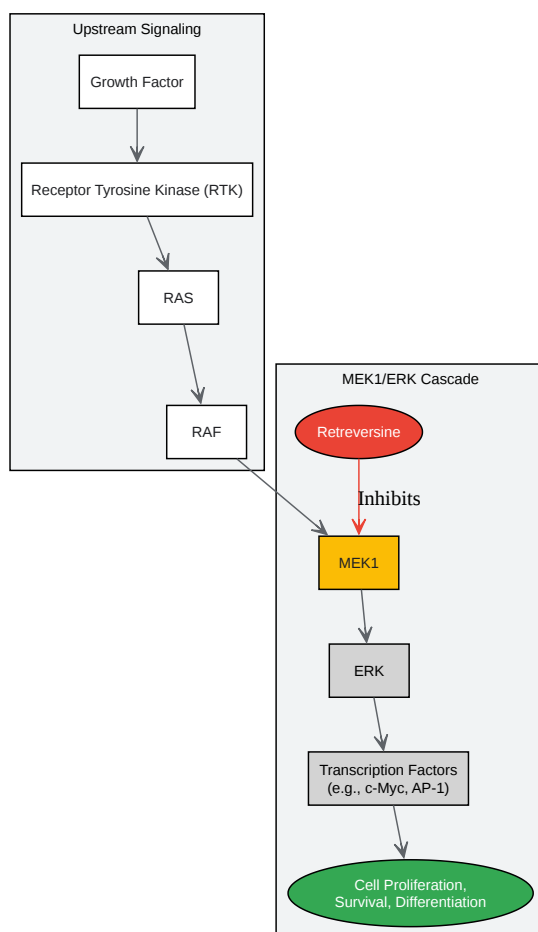 Upstream Signaling
Growth Factor
Receptor Tyrosine Kinase (RTK)
RAS
RAF
MEK1/ERK Cascade
Retreversine
Inhibits
MEK1
ERK
Transcription Factors
(e.g., c-Myc, AP-1)
Cell Proliferation,
Survival, Differentiation